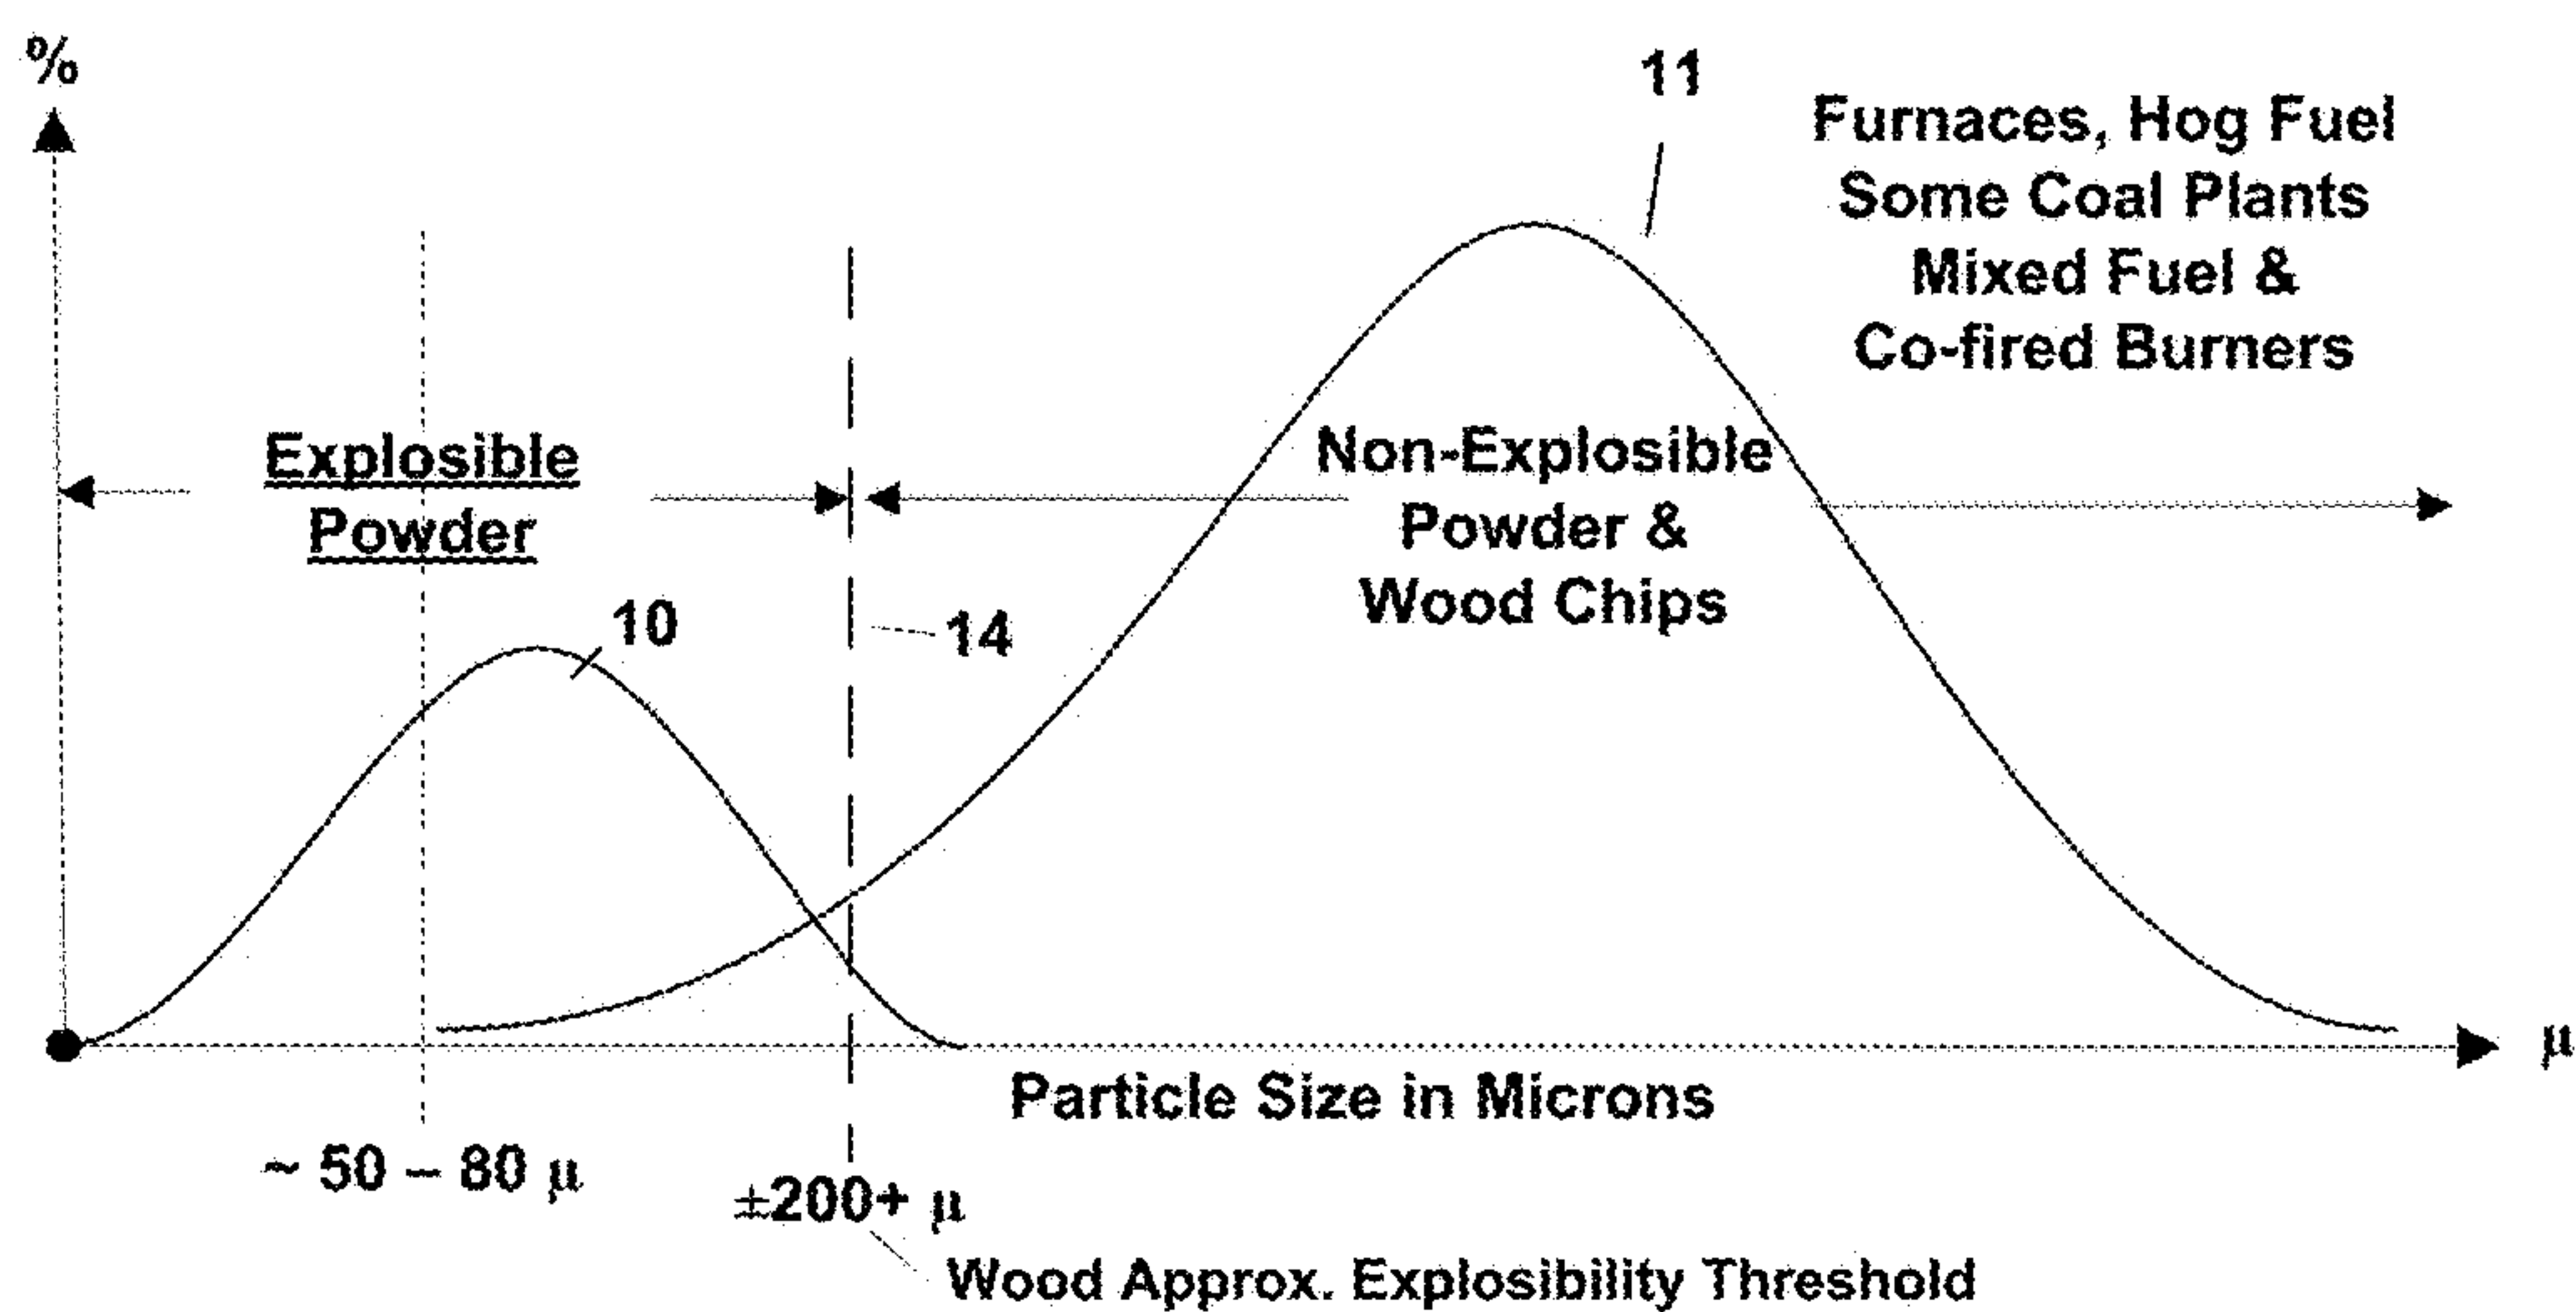 %
11
Furnaces, Hog Fuel
Some Coal Plants
Mixed Fuel &
Co-fired Burners
Explosible
Powder
Non-Explosible
Powder &
Wood Chips
10
14
μ
Particle Size in Microns
~ 50 – 80 μ
±200+ μ
Wood Approx. Explosibility Threshold